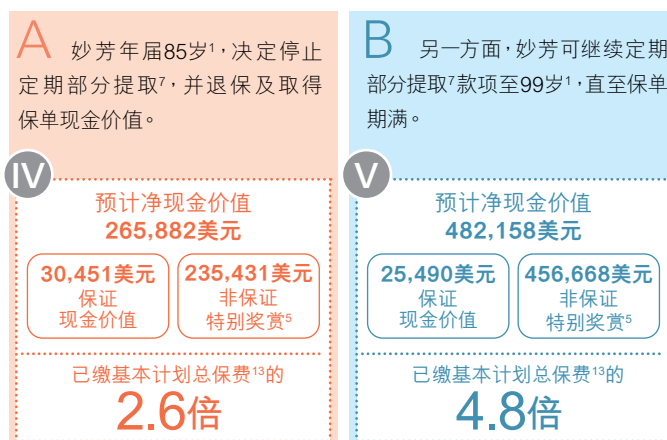 A 妙芳年届85岁¹，决定停止
定期部分提取⁷，并退保及取得
保单现金价值。
IV
预计净现金价值
265,882美元
30,451美元
保证
现金价值
235,431美元
非保证
特别奖赏⁵
已缴基本计划总保费¹³的
2.6倍
B 另一方面，妙芳可继续定期
部分提取⁷款项至99岁¹，直至保单
期满。
V
预计净现金价值
482,158美元
25,490美元
保证
现金价值
456,668美元
非保证
特别奖赏⁵
已缴基本计划总保费¹³的
4.8倍